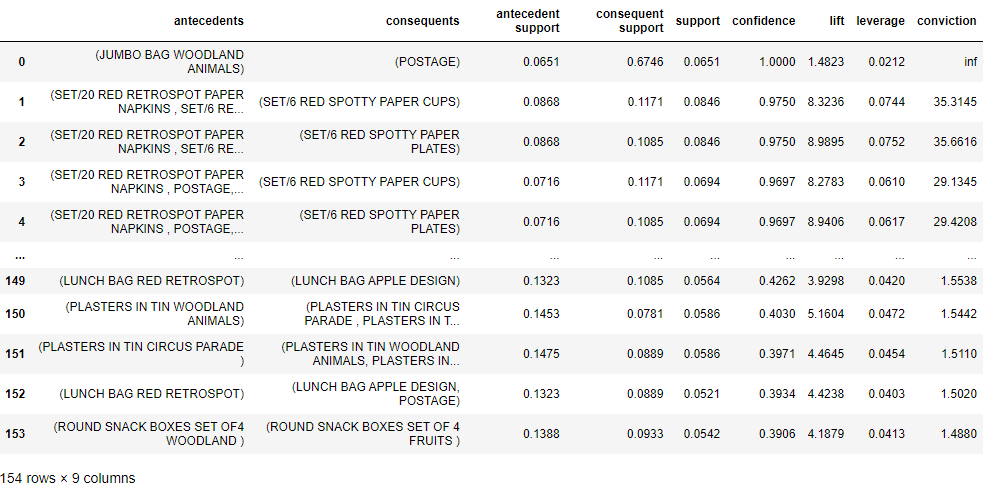 antecedents consequents antecedent support consequent support support confidence lift leverage conviction
0 (JUMBO BAG WOODLAND ANIMALS) (POSTAGE) 0.0651 0.6746 0.0651 1.0000 1.4823 0.0212 inf
1 (SET/20 RED RETROSPOT PAPER NAPKINS , SET/6 RE... (SET/6 RED SPOTTY PAPER CUPS) 0.0868 0.1171 0.0846 0.9750 8.3236 0.0744 35.3145
2 (SET/20 RED RETROSPOT PAPER NAPKINS , SET/6 RE... (SET/6 RED SPOTTY PAPER PLATES) 0.0868 0.1085 0.0846 0.9750 8.9895 0.0752 35.6616
3 (SET/20 RED RETROSPOT PAPER NAPKINS , POSTAGE,... (SET/6 RED SPOTTY PAPER CUPS) 0.0716 0.1171 0.0694 0.9697 8.2783 0.0610 29.1345
4 (SET/20 RED RETROSPOT PAPER NAPKINS , POSTAGE,... (SET/6 RED SPOTTY PAPER PLATES) 0.0716 0.1085 0.0694 0.9697 8.9406 0.0617 29.4208
... ... ... ... ... ... ... ... ... ...
149 (LUNCH BAG RED RETROSPOT) (LUNCH BAG APPLE DESIGN) 0.1323 0.1085 0.0564 0.4262 3.9298 0.0420 1.5538
150 (PLASTERS IN TIN WOODLAND ANIMALS) (PLASTERS IN TIN CIRCUS PARADE , PLASTERS IN T... 0.1453 0.0781 0.0586 0.4030 5.1604 0.0472 1.5442
151 (PLASTERS IN TIN CIRCUS PARADE ) (PLASTERS IN TIN WOODLAND ANIMALS, PLASTERS IN... 0.1475 0.0889 0.0586 0.3971 4.4645 0.0454 1.5110
152 (LUNCH BAG RED RETROSPOT) (LUNCH BAG APPLE DESIGN, POSTAGE) 0.1323 0.0889 0.0521 0.3934 4.4238 0.0403 1.5020
153 (ROUND SNACK BOXES SET OF4 WOODLAND ) (ROUND SNACK BOXES SET OF 4 FRUITS ) 0.1388 0.0933 0.0542 0.3906 4.1879 0.0413 1.4880
154 rows × 9 columns